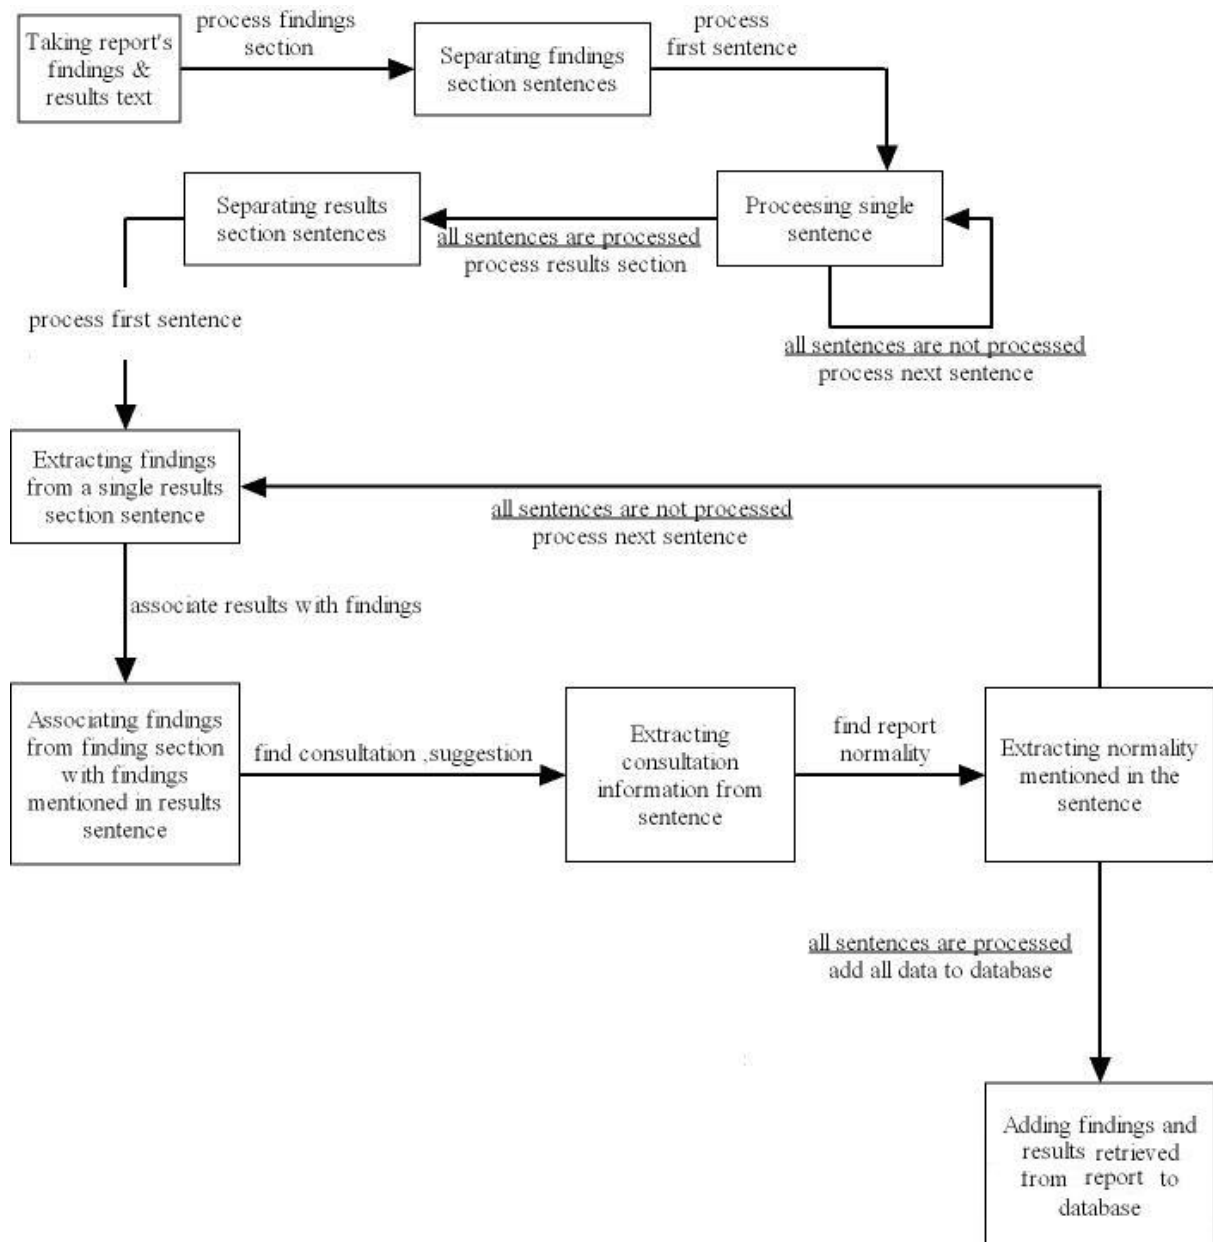 process findings
section
process
first sentence
Taking report's
findings &
results text
Separating findings
section sentences
Separating results
section sentences
Proceesing single
sentence
all sentences are processed
process results section
process first sentence
all sentences are not processed
process next sentence
Extracting findings
from a single results
section sentence
all sentences are not processed
process next sentence
associate results with findings
Associating findings
from finding section
with findings
mentioned in results
sentence
find consultation ,suggestion
Extracting
consultation
information from
sentence
find report
normality
Extracting normality
mentioned in the
sentence
all sentences are processed
add all data to database
Adding findings and
results retrieved
from report to
database